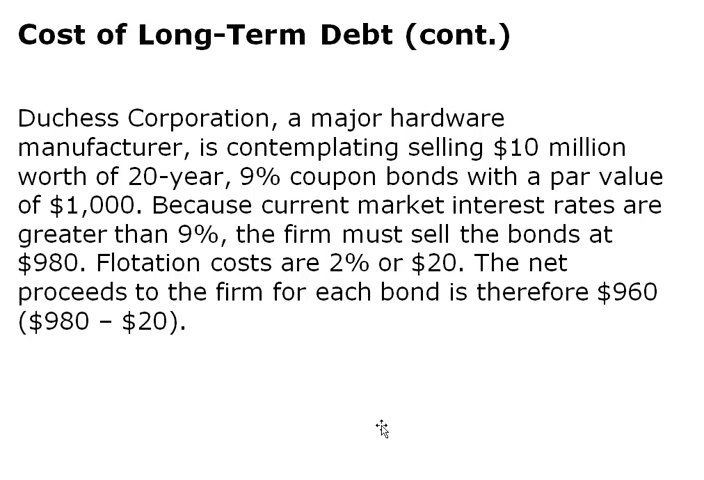 Cost of Long-Term Debt (cont.)
Duchess Corporation, a major hardware
manufacturer, is contemplating selling $10 million
worth of 20-year, 9% coupon bonds with a par value
of $1,000. Because current market interest rates are
greater than 9%, the firm must sell the bonds at
$980. Flotation costs are 2% or $20. The net
proceeds to the firm for each bond is therefore $960
($980 – $20).